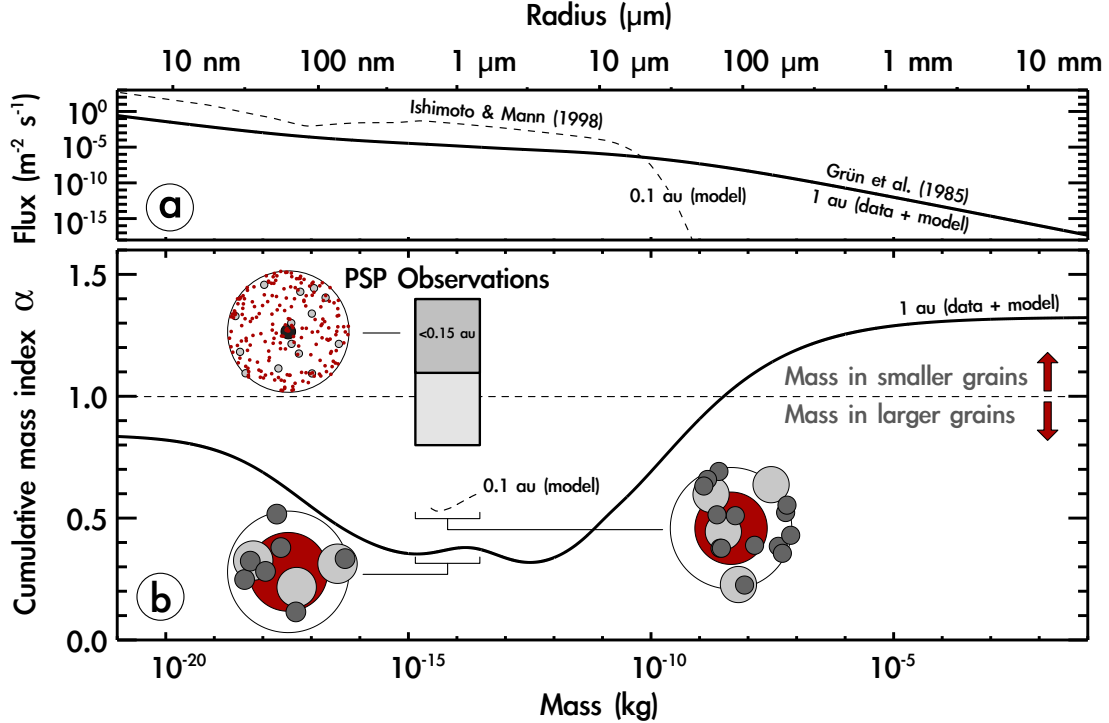 Radius (μm)
10 nm 100 nm 1 μm 10 μm 100 μm 1 mm 10 mm
Flux (m⁻² s⁻¹)
10⁰
10⁻⁵
10⁻¹⁰
10⁻¹⁵
Ishimoto & Mann (1998)
0.1 au (model)
Grün et al. (1985)
1 au (data + model)
a
Cumulative mass index α
1.5
1.0
0.5
0.0
PSP Observations
<0.15 au
1 au (data + model)
Mass in smaller grains
Mass in larger grains
0.1 au (model)
b
10⁻²⁰ 10⁻¹⁵ 10⁻¹⁰ 10⁻⁵
Mass (kg)